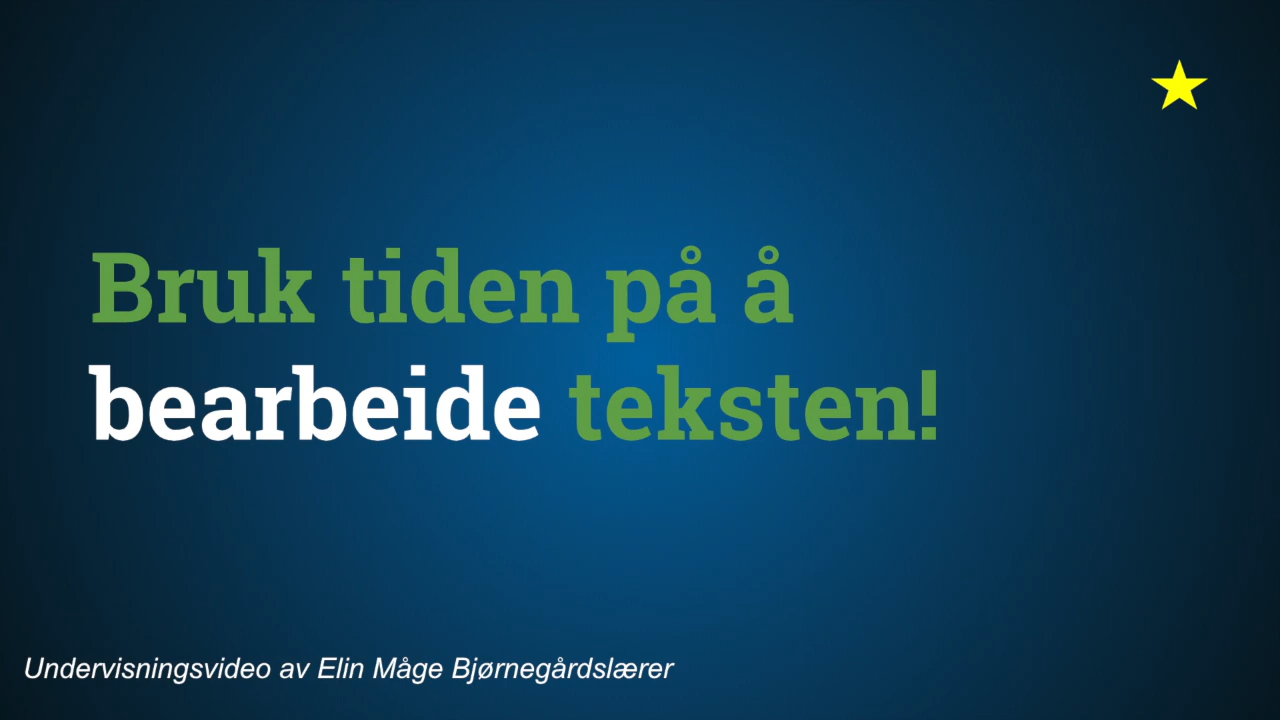 Bruk tiden på å
bearbeide teksten!
Undervisningsvideo av Elin Måge Bjørnegårdslærer